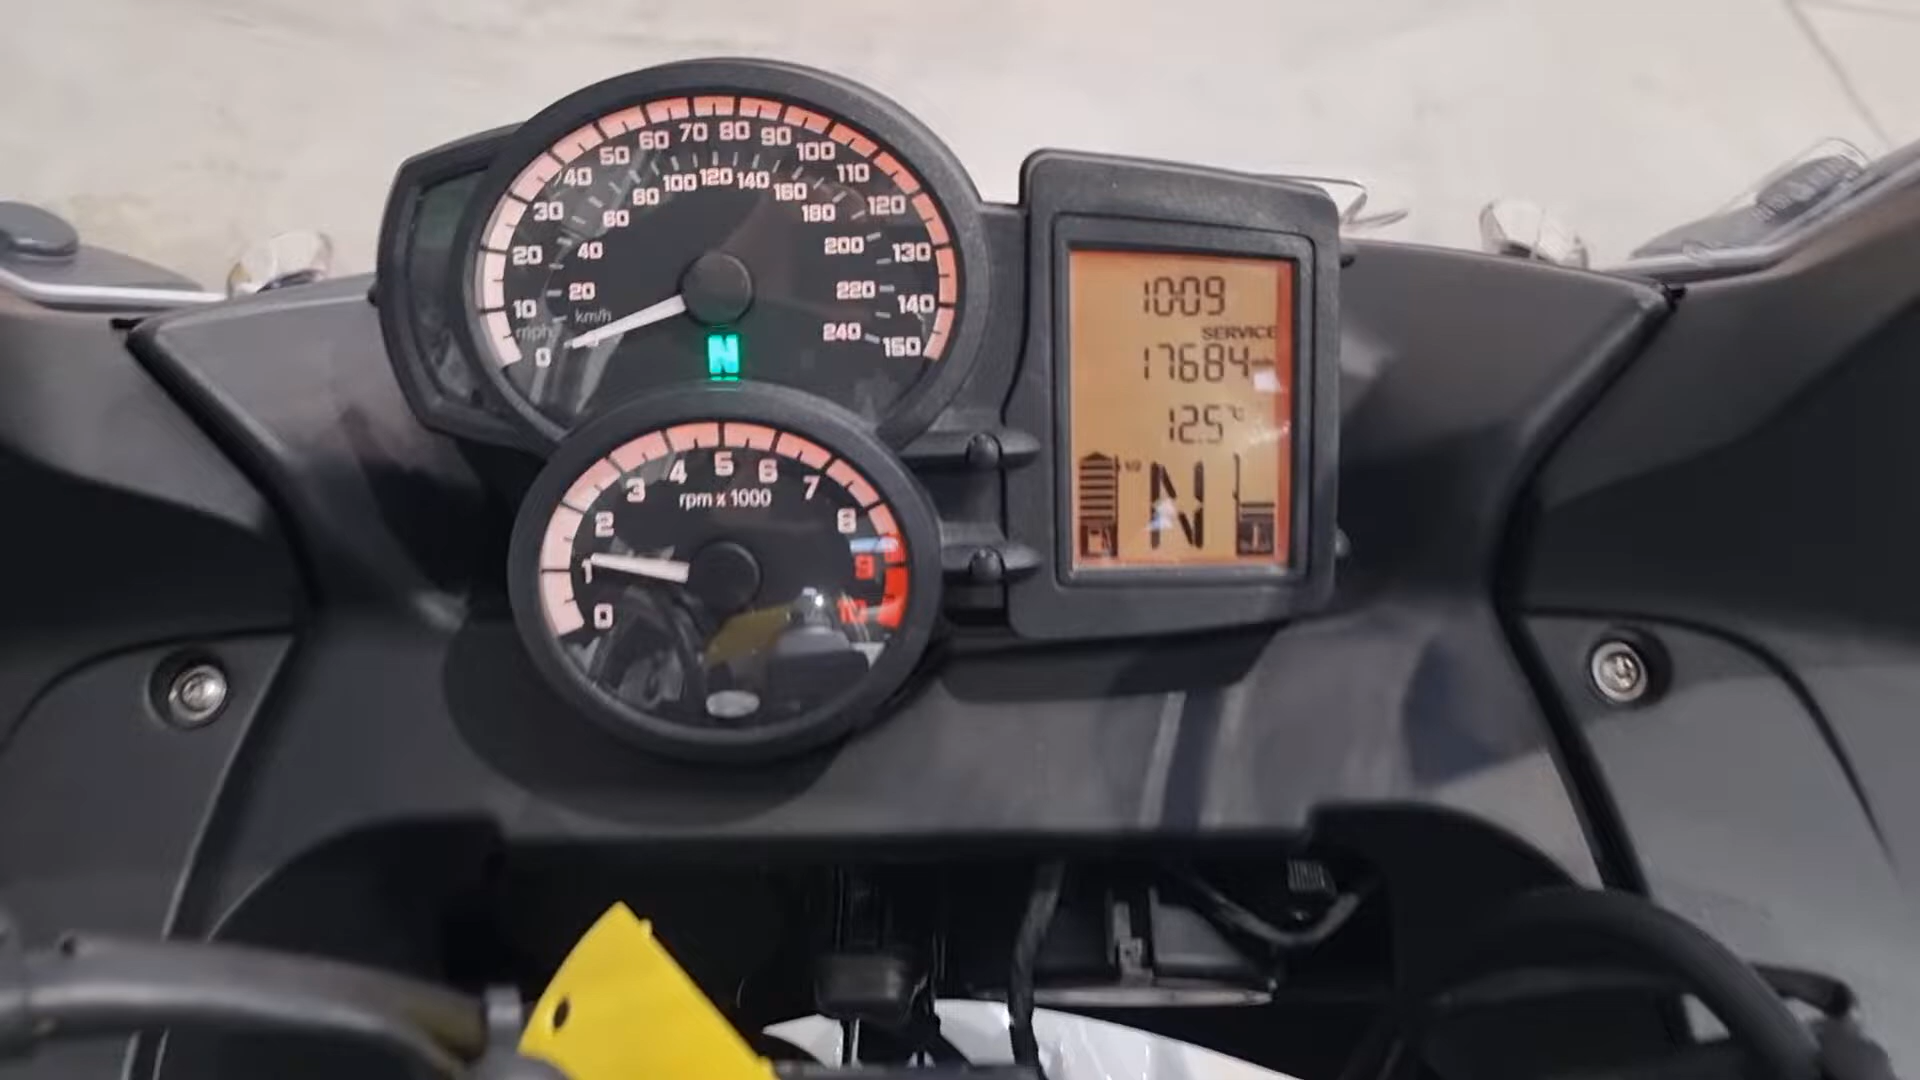 0 10 20 30 40 50 60 70 80 90 100 110 120 130 140 150
mph
20 40 60 80 100 120 140 160 180 200 220 240
km/h
N
0 1 2 3 4 5 6 7 8 9 10
rpm x 1000
10:09
SERVICE
17684
12.5°C
1/2
N